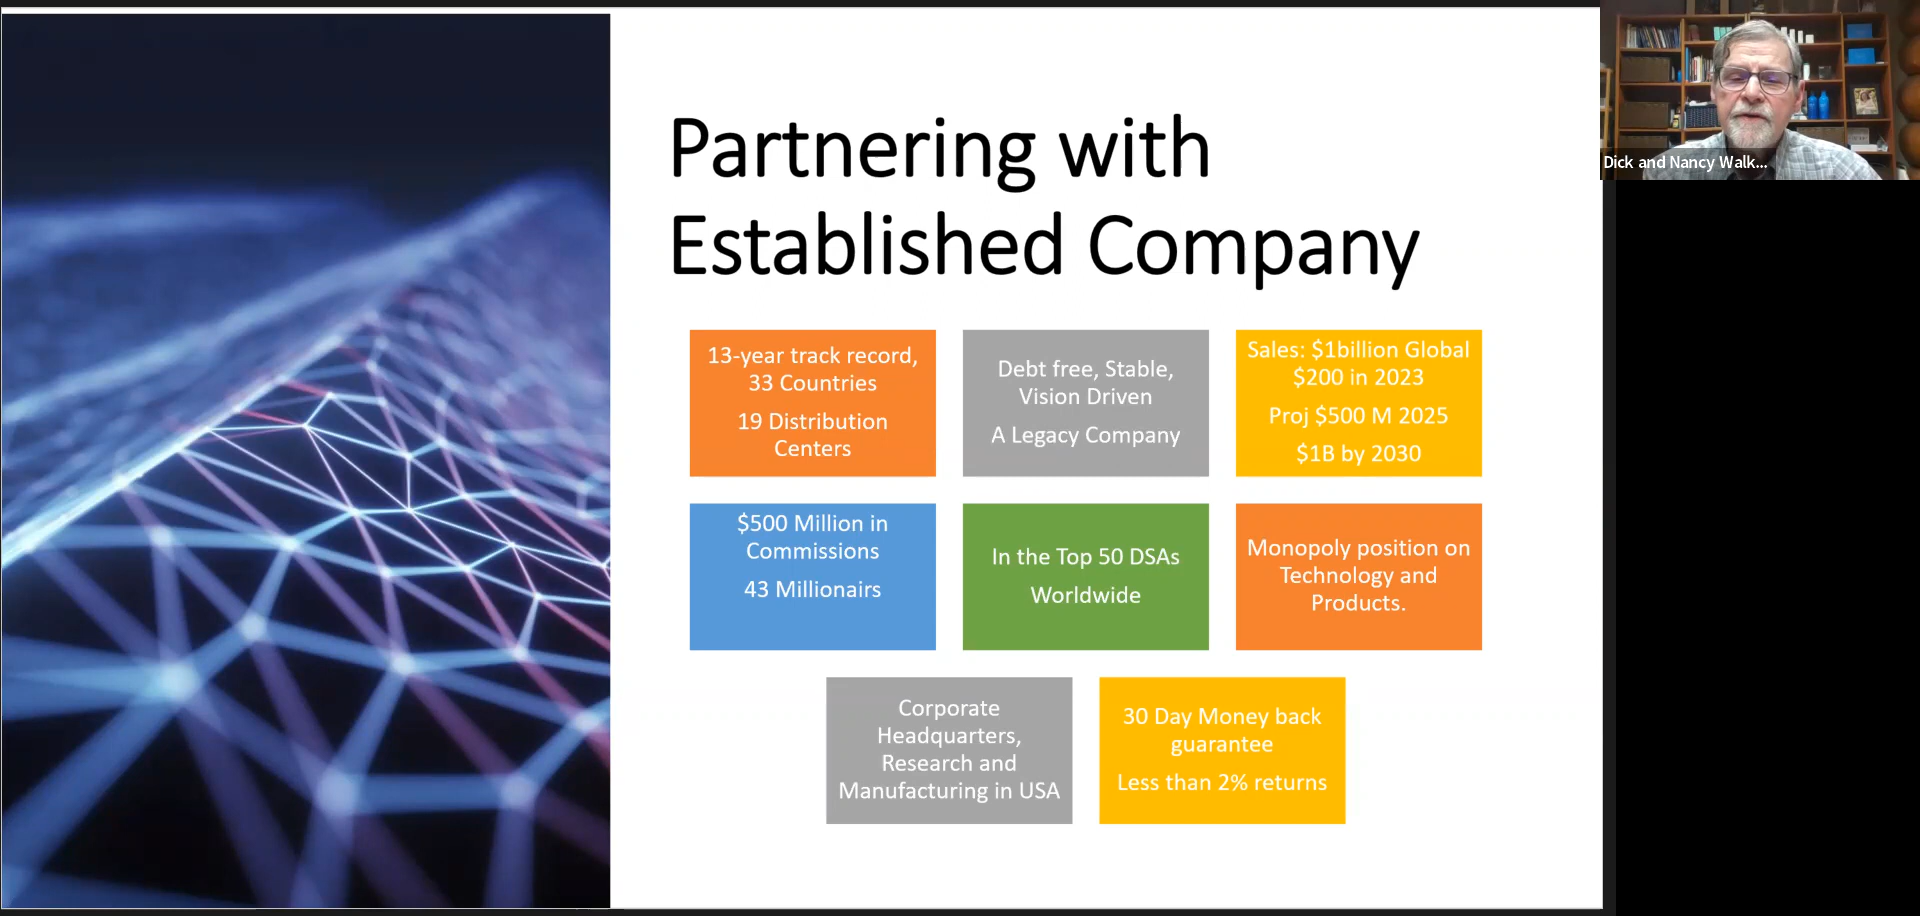 Partnering with
Established Company
13-year track record,
33 Countries
19 Distribution
Centers
Debt free, Stable,
Vision Driven
A Legacy Company
Sales: $1billion Global
$200 in 2023
Proj $500 M 2025
$1B by 2030
$500 Million in
Commissions
43 Millionairs
In the Top 50 DSAs
Worldwide
Monopoly position on
Technology and
Products.
Corporate
Headquarters,
Research and
Manufacturing in USA
30 Day Money back
guarantee
Less than 2% returns
Dick and Nancy Walk...